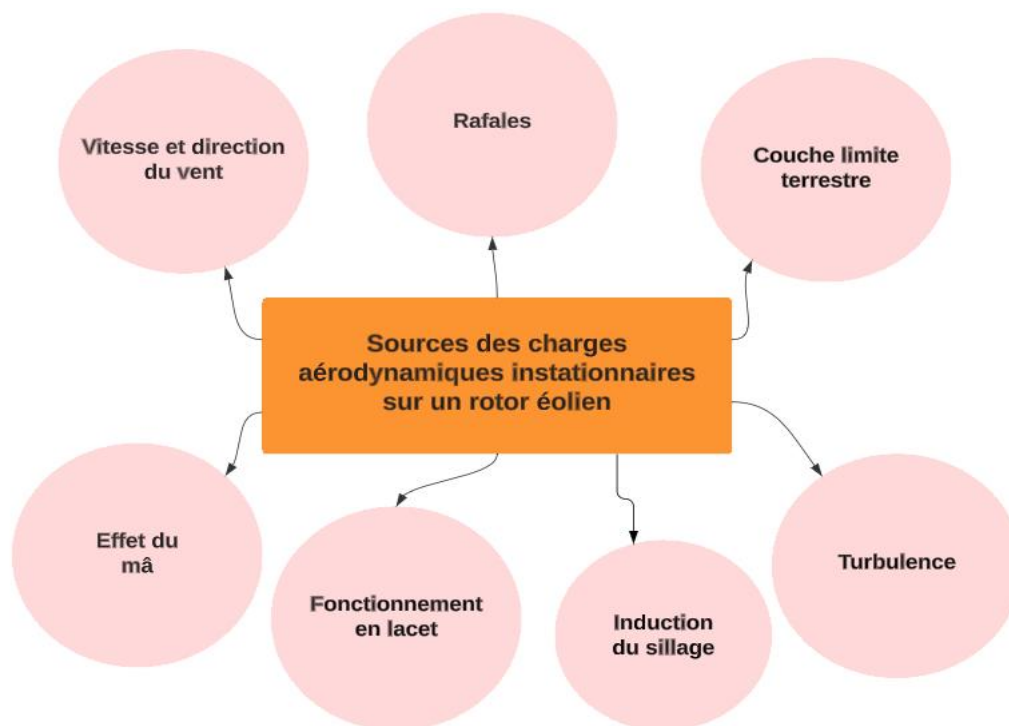 Vitesse et direction
du vent
Rafales
Couche limite
terrestre
Sources des charges
aérodynamiques instationnaires
sur un rotor éolien
Effet du
mâ
Fonctionnement
en lacet
Induction
du sillage
Turbulence